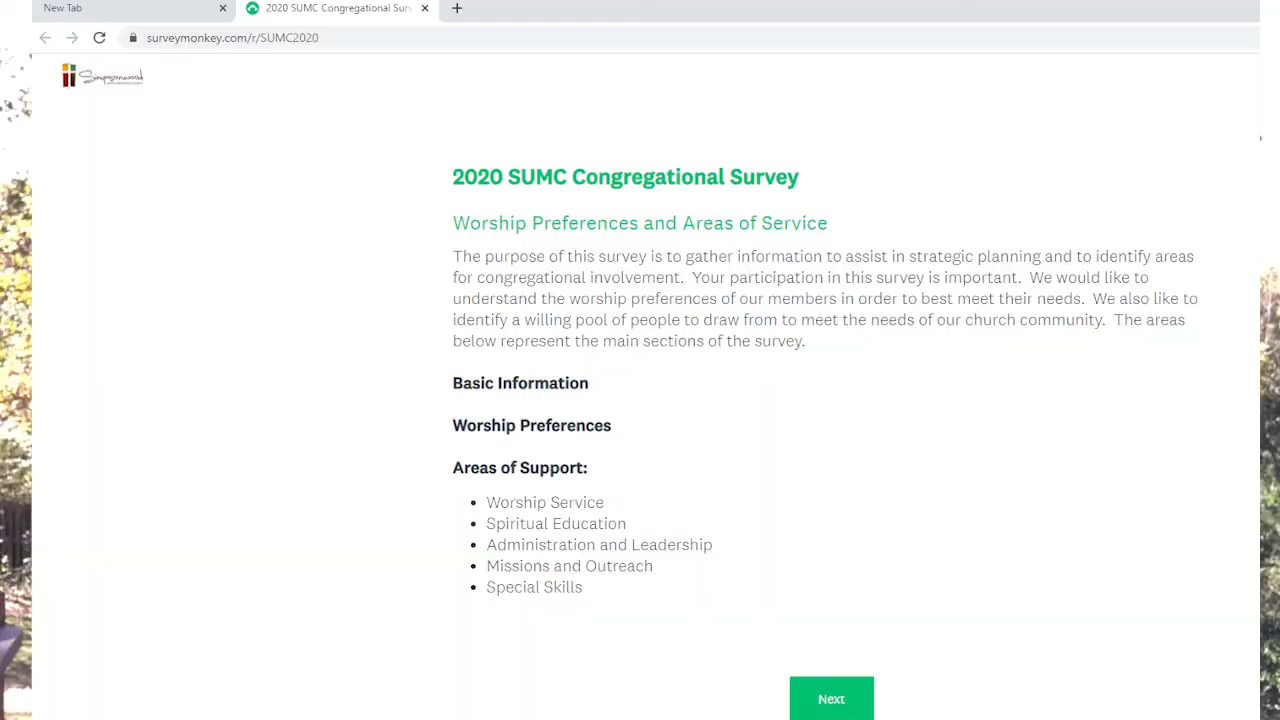 New Tab
2020 SUMC Congregational Surv
surveymonkey.com/r/SUMC2020
Simpsonwood
2020 SUMC Congregational Survey
Worship Preferences and Areas of Service
The purpose of this survey is to gather information to assist in strategic planning and to identify areas
for congregational involvement. Your participation in this survey is important. We would like to
understand the worship preferences of our members in order to best meet their needs. We also like to
identify a willing pool of people to draw from to meet the needs of our church community. The areas
below represent the main sections of the survey.
Basic Information
Worship Preferences
Areas of Support:
• Worship Service
• Spiritual Education
• Administration and Leadership
• Missions and Outreach
• Special Skills
Next